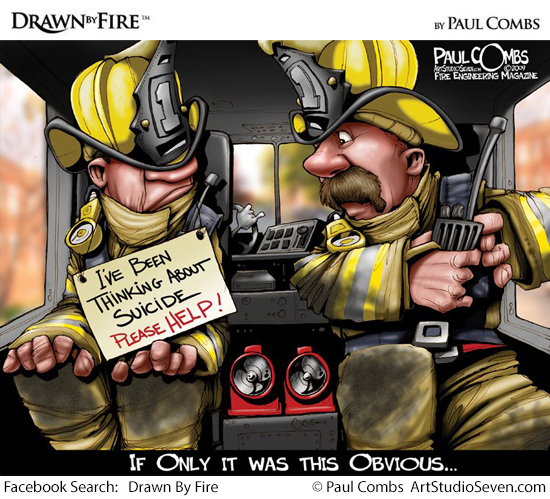 DRAWN BY FIRE™
BY PAUL COMBS
PAUL COMBS
ARTSTUDIOSEVEN.COM ©2009
FIRE ENGINEERING MAGAZINE
1
I'VE BEEN
THINKING ABOUT
SUICIDE
PLEASE HELP!
IF ONLY IT WAS THIS OBVIOUS...
Facebook Search: Drawn By Fire © Paul Combs ArtStudioSeven.com